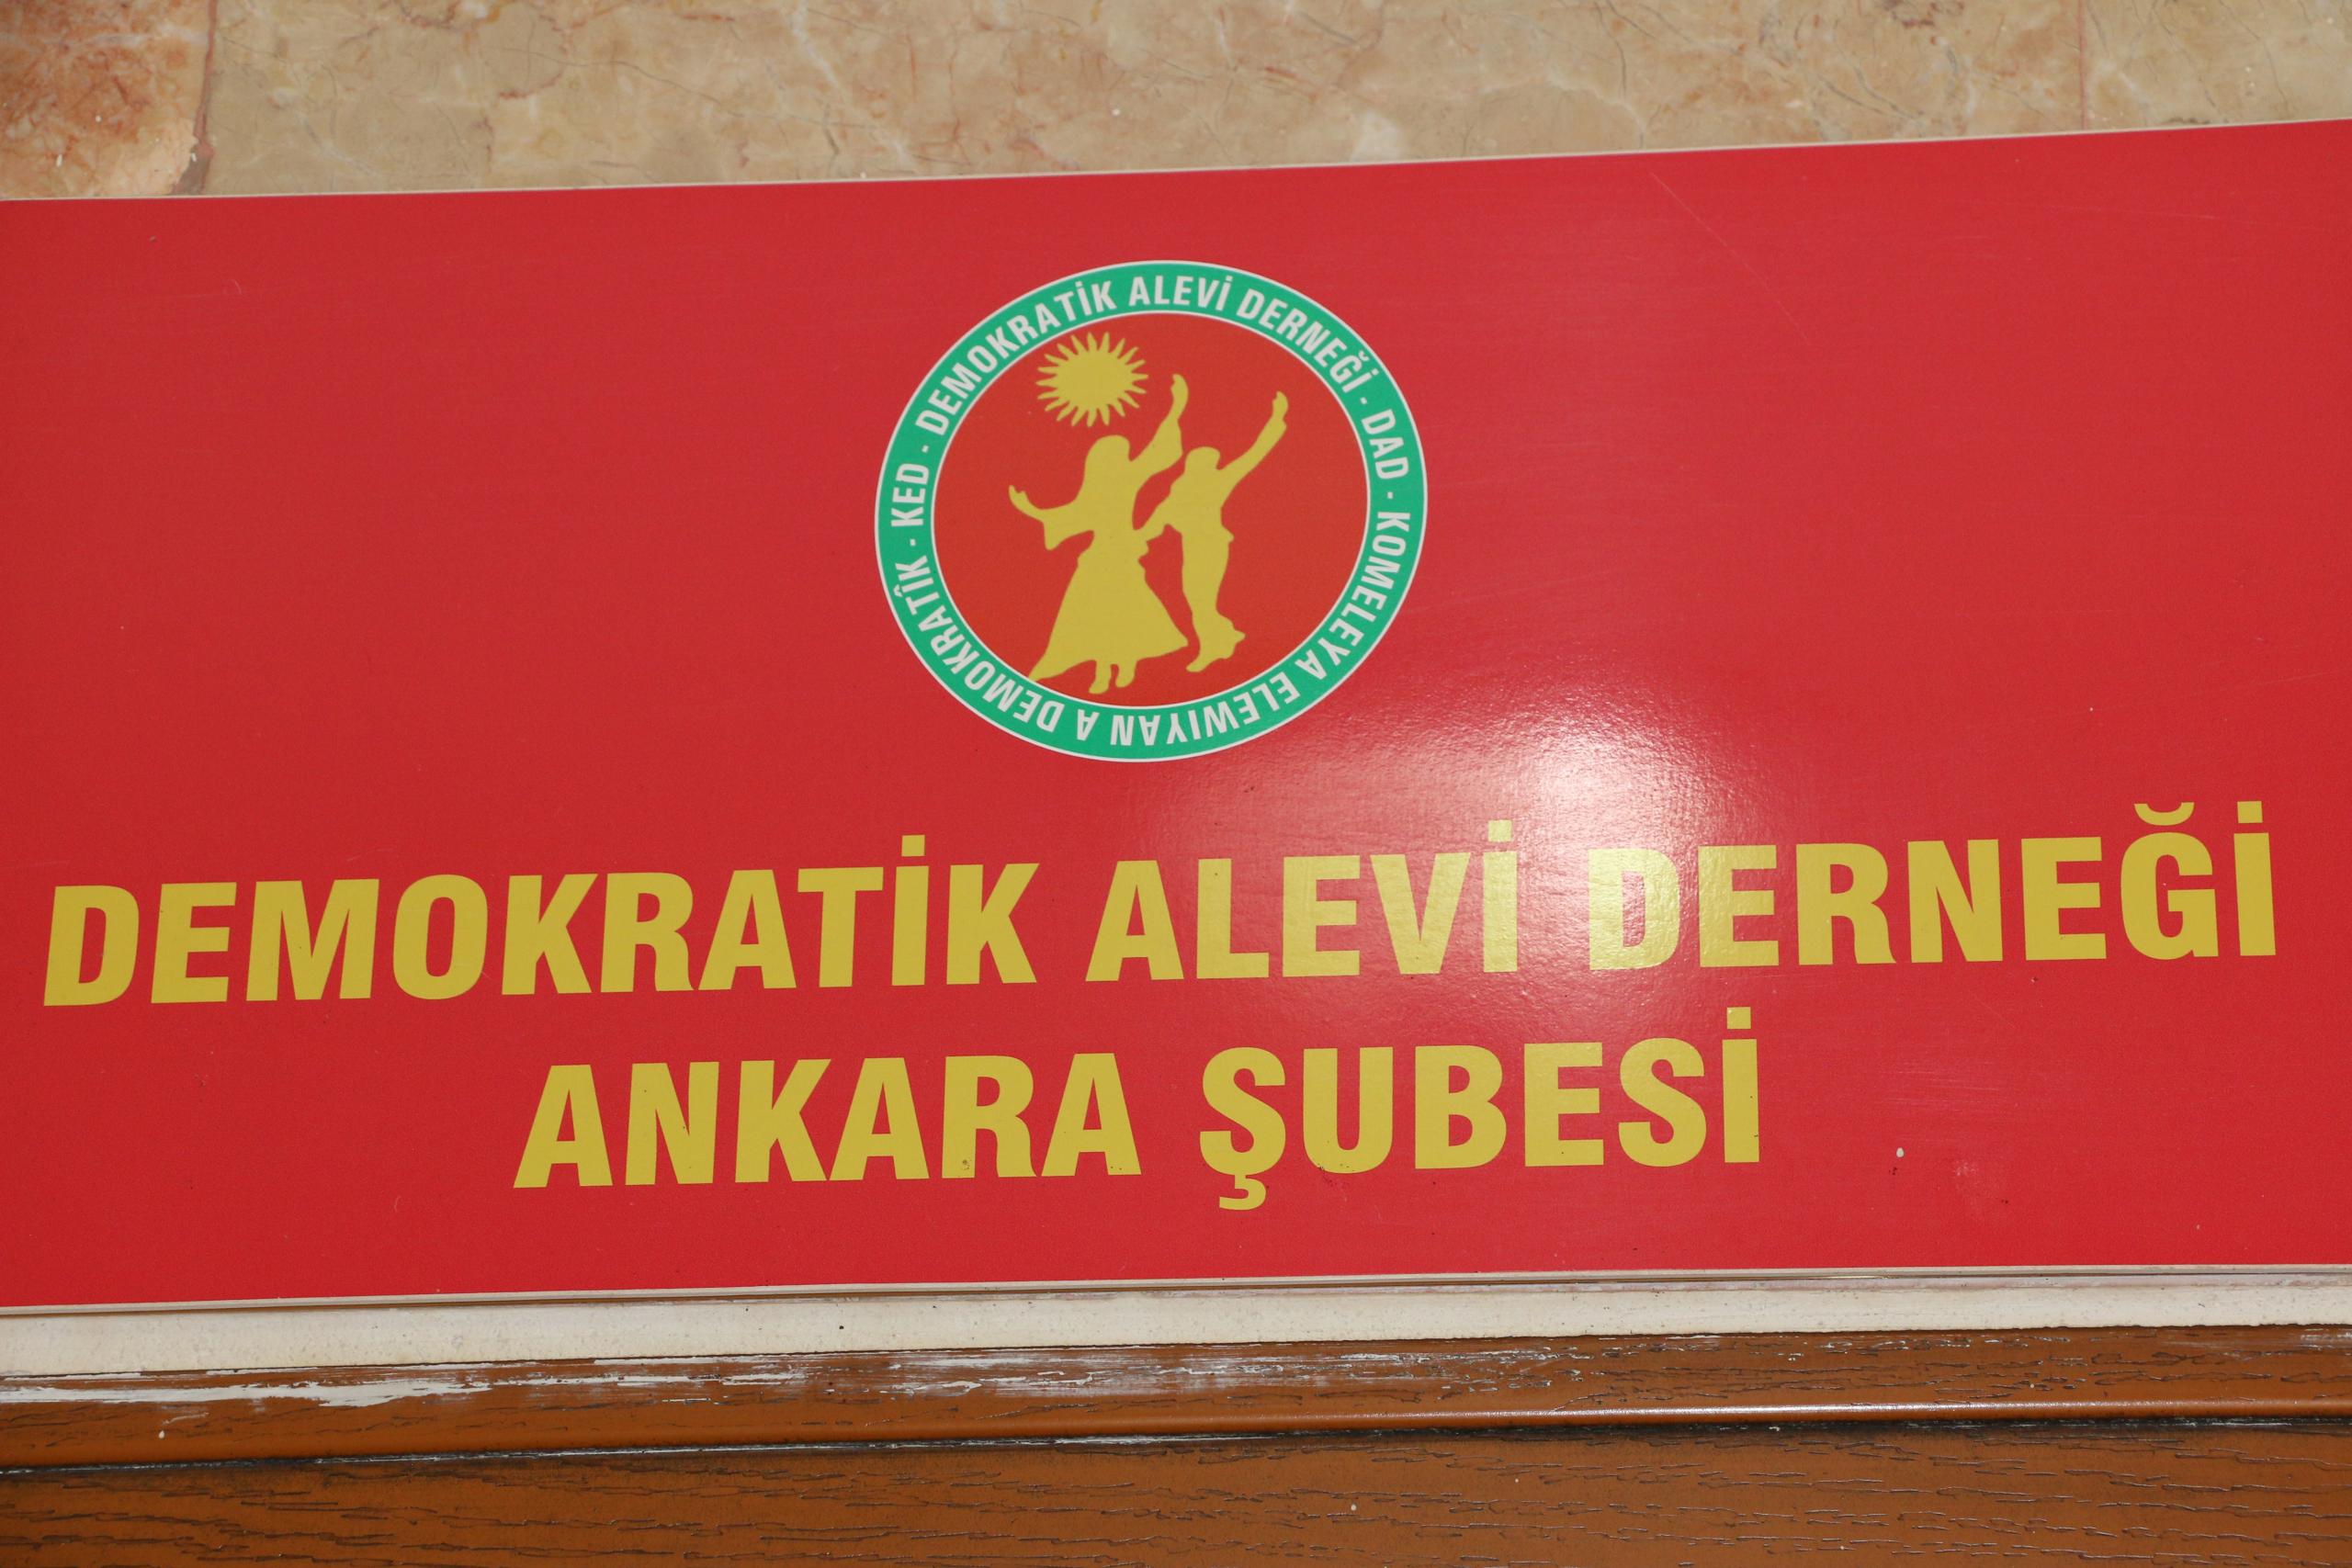 DEMOKRATİK ALEVİ DERNEĞİ · DAD · KOMELEYA ELEWIYAN A DEMOKRATÎK · KED ·
DEMOKRATİK ALEVİ DERNEĞİ
ANKARA ŞUBESİ